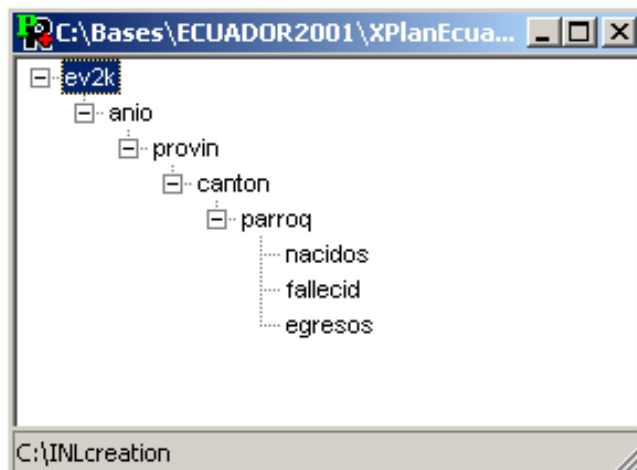 C:\Bases\ECUADOR2001\XPlanEcua...
ev2k
anio
provin
canton
parroq
nacidos
fallecid
egresos
C:\INLcreation